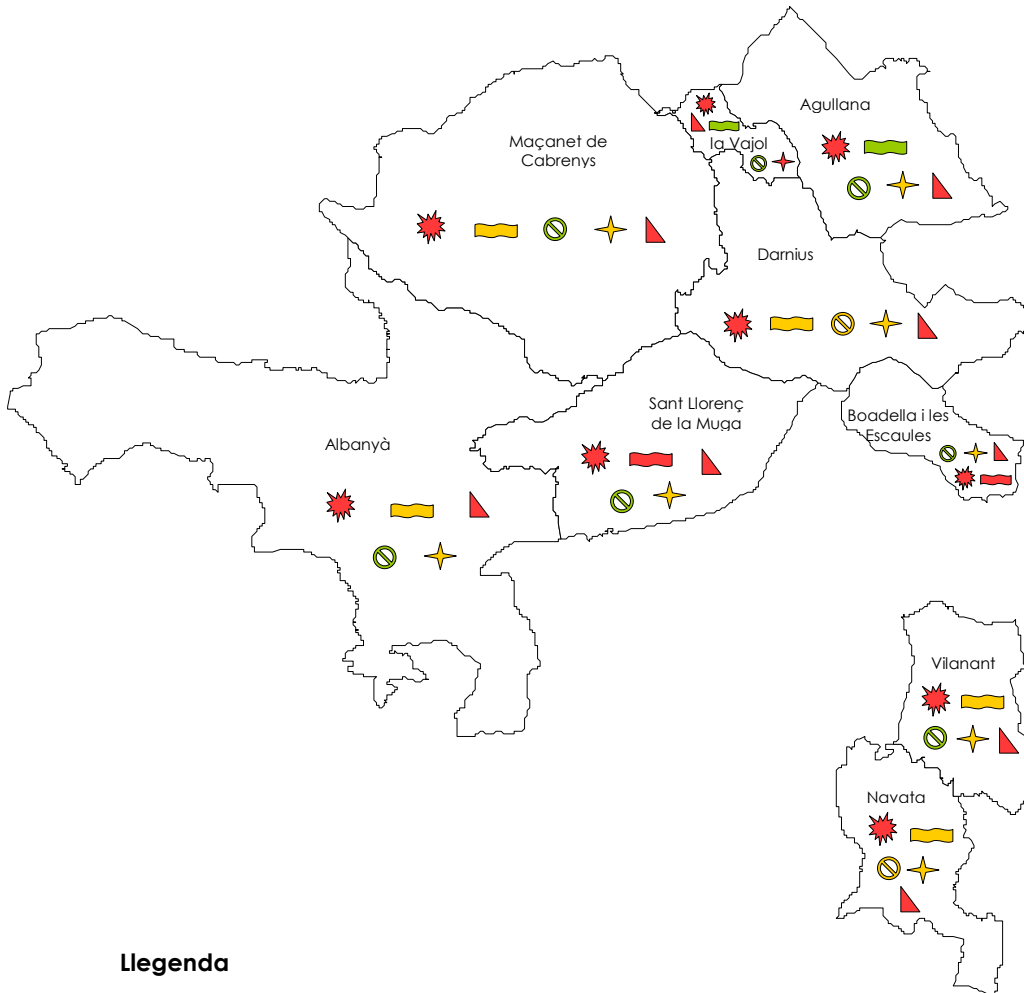 Agullana
Maçanet de
Cabrenys
la Vajol
Darnius
Sant Llorenç
de la Muga
Boadella i les
Escaules
Albanyà
Vilanant
Navata
Llegenda